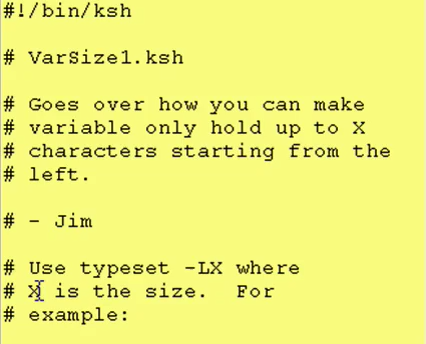 #!/bin/ksh
# VarSize1.ksh
# Goes over how you can make
# variable only hold up to X
# characters starting from the
# left.
# - Jim
# Use typeset -LX where
# X is the size.  For
# example: